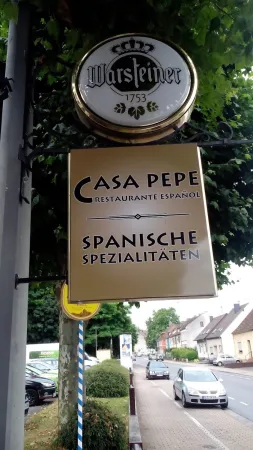 Warsteiner
1753
CASA PEPE
RESTAURANTE ESPAÑOL
SPANISCHE
SPEZIALITÄTEN